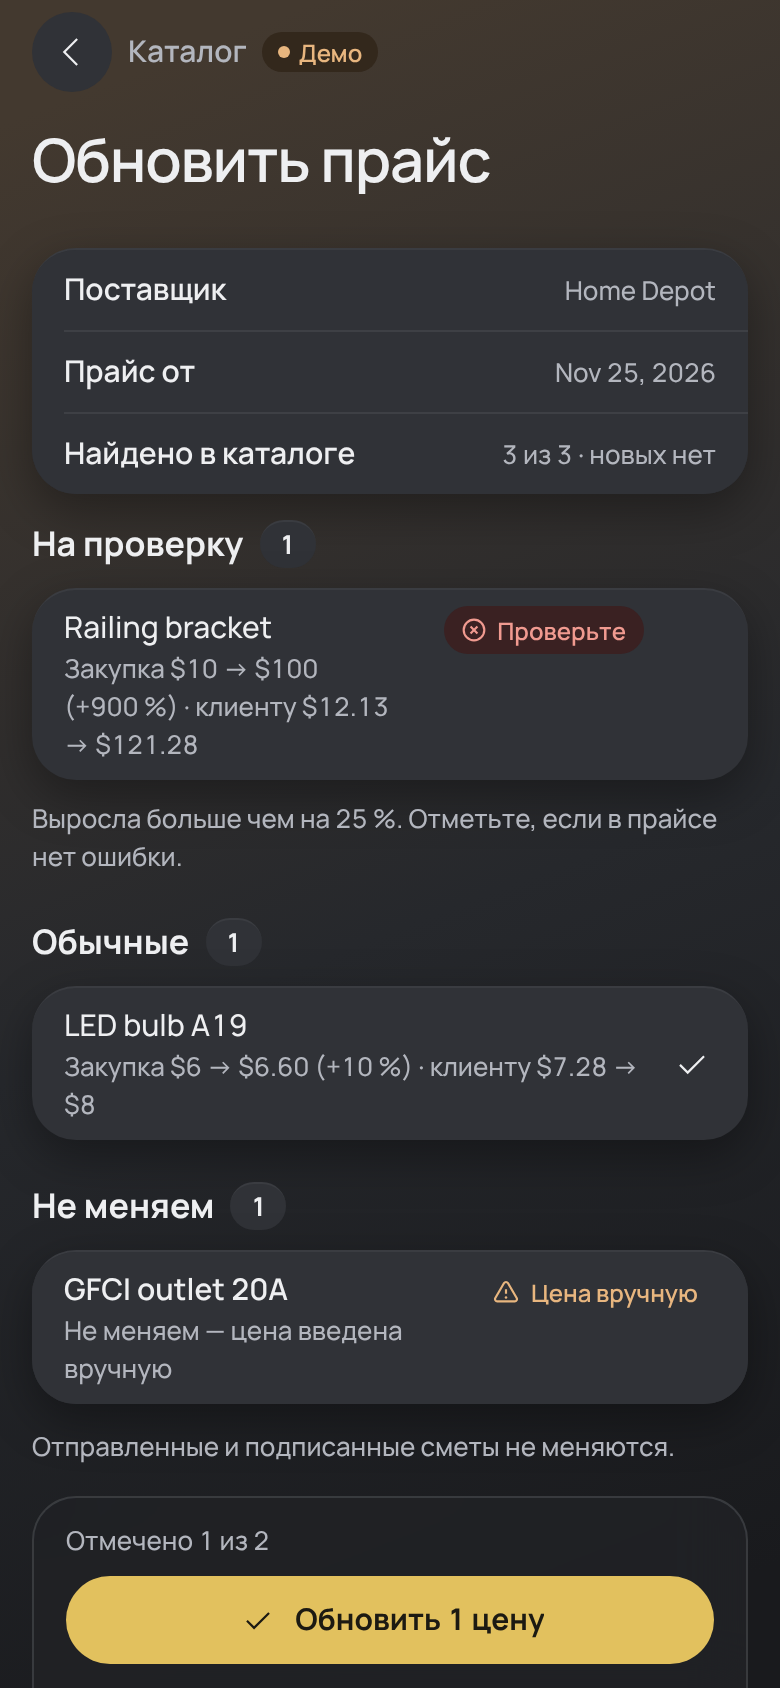 Каталог
Демо
Обновить прайс
Поставщик
Home Depot
Прайс от
Nov 25, 2026
Найдено в каталоге
3 из 3 · новых нет
На проверку 1
Railing bracket
Проверьте
Закупка $10 → $100
(+900 %) · клиенту $12.13
→ $121.28
Выросла больше чем на 25 %. Отметьте, если в прайсе
нет ошибки.
Обычные 1
LED bulb A19
Закупка $6 → $6.60 (+10 %) · клиенту $7.28 →
$8
Не меняем 1
GFCI outlet 20A
Цена вручную
Не меняем — цена введена
вручную
Отправленные и подписанные сметы не меняются.
Отмечено 1 из 2
Обновить 1 цену